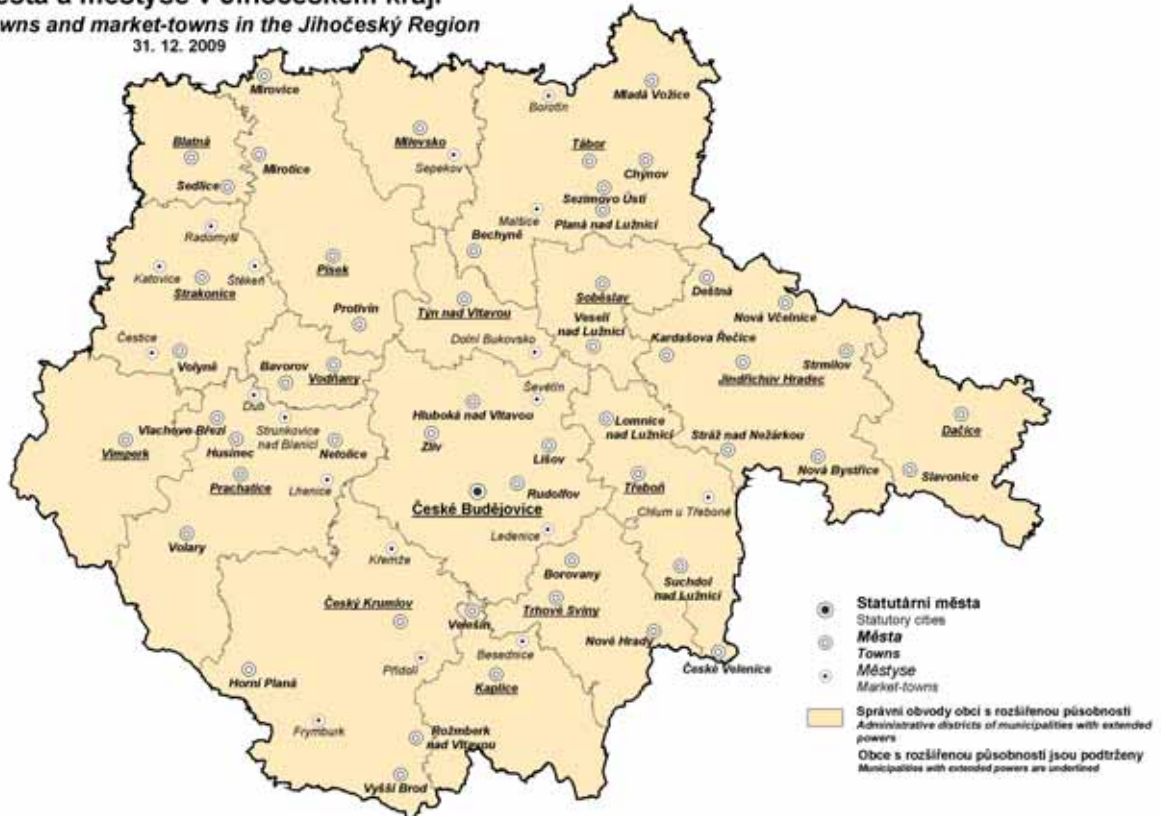 esta a městyse v Jihočeském kraji
wns and market-towns in the Jihočeský Region
31. 12. 2009
Mirovice
Borotín
Mladá Vožice
Blatná
Milevsko
Tábor
Mirotice
Sepekov
Chýnov
Sedlice
Sezimovo Ústí
Malšice
Planá nad Lužnicí
Radomyšl
Bechyně
Písek
Katovice
Štěkeň
Strakonice
Deštná
Soběslav
Protivín
Týn nad Vltavou
Nová Včelnice
Veselí
nad Lužnicí
Kardašova Řečice
Čestice
Dolní Bukovsko
Volyně
Bavorov
Strmilov
Vodňany
Jindřichův Hradec
Dub
Ševětín
Hluboká nad Vltavou
Dačice
Vlachovo Březí
Strunkovice
nad Blanicí
Lomnice
nad Lužnicí
Stráž nad Nežárkou
Vimperk
Husinec
Netolice
Zliv
Lišov
Nová Bystřice
Slavonice
Prachatice
Lhenice
Rudolfov
Třeboň
České Budějovice
Chlum u Třeboně
Ledenice
Volary
Křemže
Borovany
Suchdol
nad Lužnicí
Český Krumlov
Trhové Sviny
Velešín
Nové Hrady
Besednice
České Velenice
Přídolí
Horní Planá
Kaplice
Frymburk
Rožmberk
nad Vltavou
Vyšší Brod
Statutární města
Statutory cities
Města
Towns
Městyse
Market-towns
Správní obvody obcí s rozšířenou působností
Administrative districts of municipalities with extended
powers
Obce s rozšířenou působností jsou podtrženy
Municipalities with extended powers are underlined